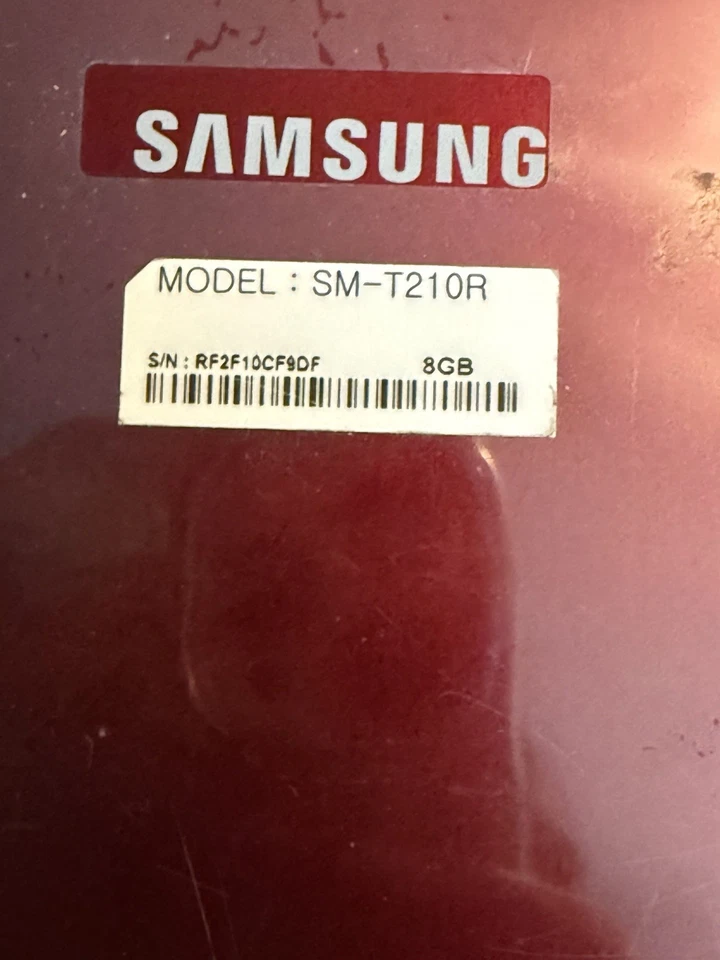 SAMSUNG
MODEL : SM-T210R
S/N : RF2F10CF9DF 8GB